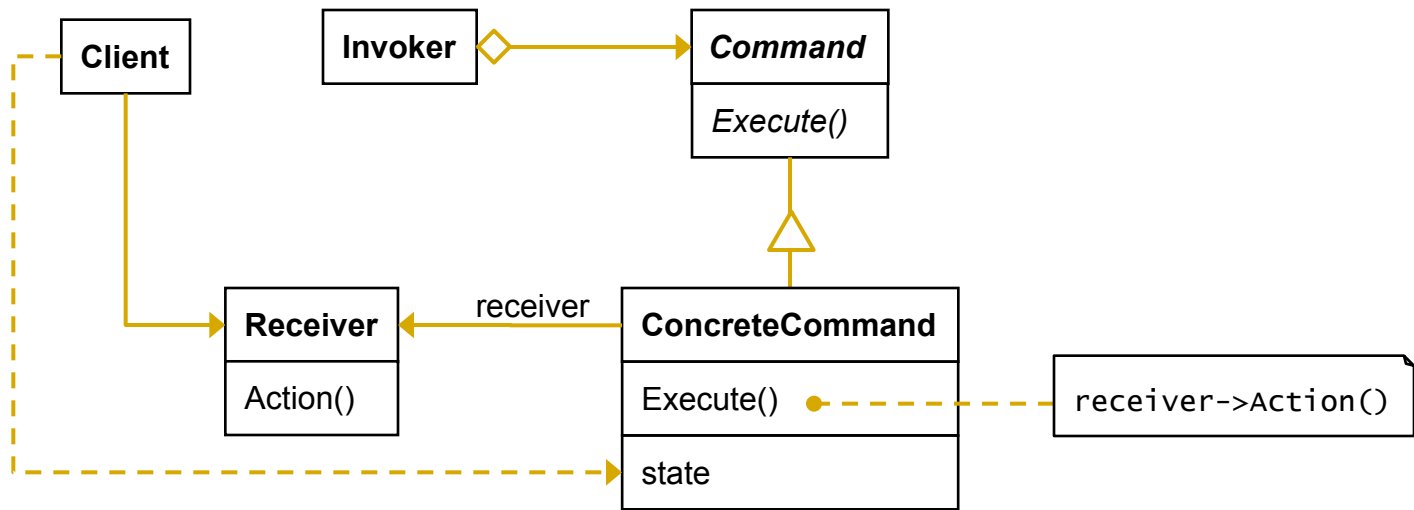 Client
Invoker
Command
Execute()
Receiver
Action()
receiver
ConcreteCommand
Execute()
state
receiver->Action()